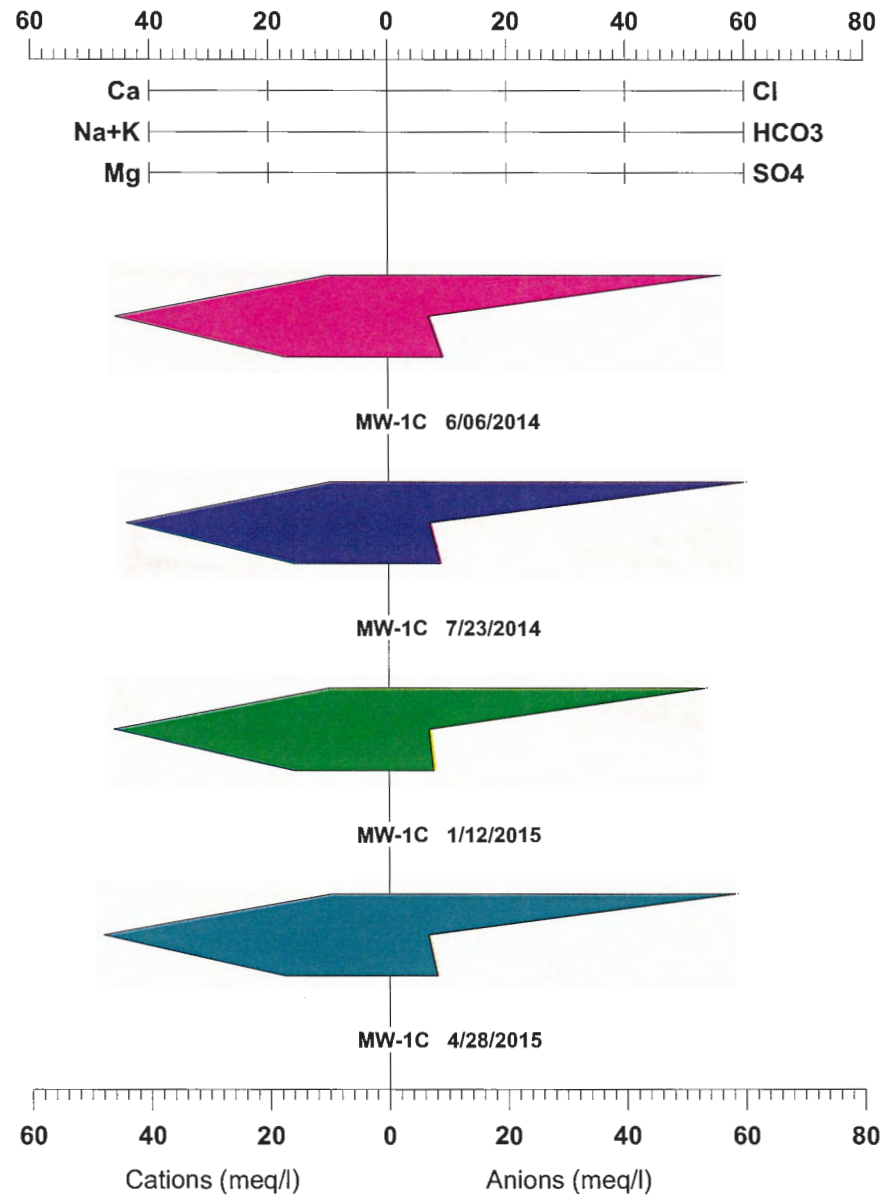 60 40 20 0 20 40 60 80
Ca Cl
Na+K HCO3
Mg SO4
MW-1C 6/06/2014
MW-1C 7/23/2014
MW-1C 1/12/2015
MW-1C 4/28/2015
60 40 20 0 20 40 60 80
Cations (meq/l) Anions (meq/l)